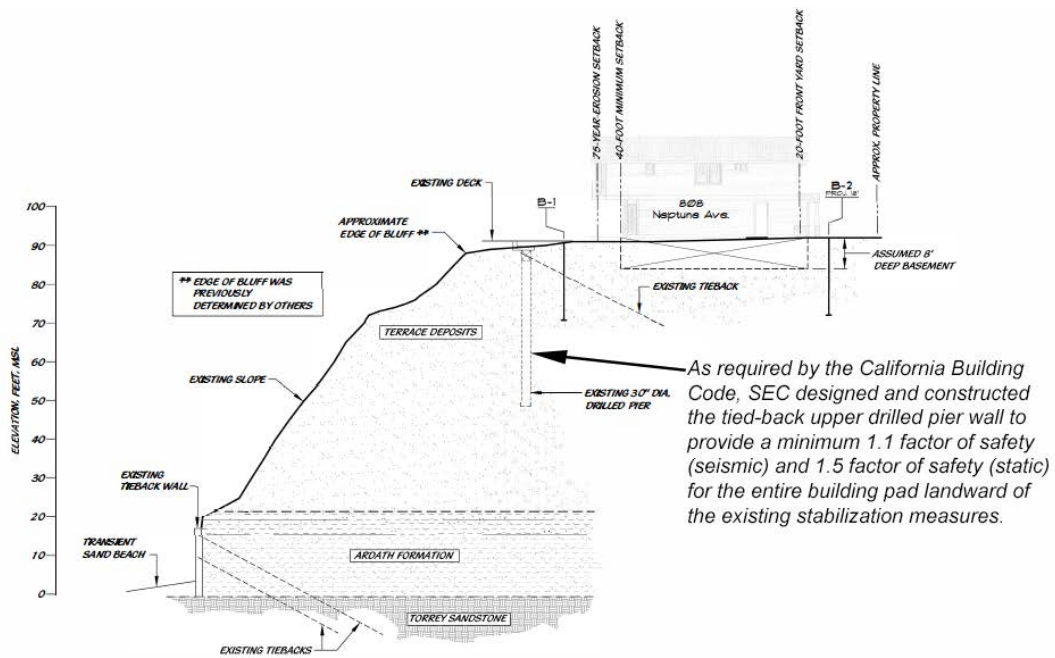 75-YEAR-EROSION SETBACK
40-FOOT MINIMUM SETBACK
20-FOOT FRONT YARD SETBACK
APPROX. PROPERTY LINE
EXISTING DECK
B-1
808
Neptune Ave.
B-2
PROJ. 12'
APPROXIMATE
EDGE OF BLUFF **
ASSUMED 8'
DEEP BASEMENT
** EDGE OF BLUFF WAS
PREVIOUSLY
DETERMINED BY OTHERS
EXISTING TIEBACK
TERRACE DEPOSITS
EXISTING SLOPE
EXISTING 30" DIA.
DRILLED PIER
As required by the California Building
Code, SEC designed and constructed
the tied-back upper drilled pier wall to
provide a minimum 1.1 factor of safety
(seismic) and 1.5 factor of safety (static)
for the entire building pad landward of
the existing stabilization measures.
ELEVATION, FEET, MSL
100
90
80
70
60
50
40
30
20
10
0
EXISTING
TIEBACK WALL
TRANSIENT
SAND BEACH
ARDATH FORMATION
TORREY SANDSTONE
EXISTING TIEBACKS